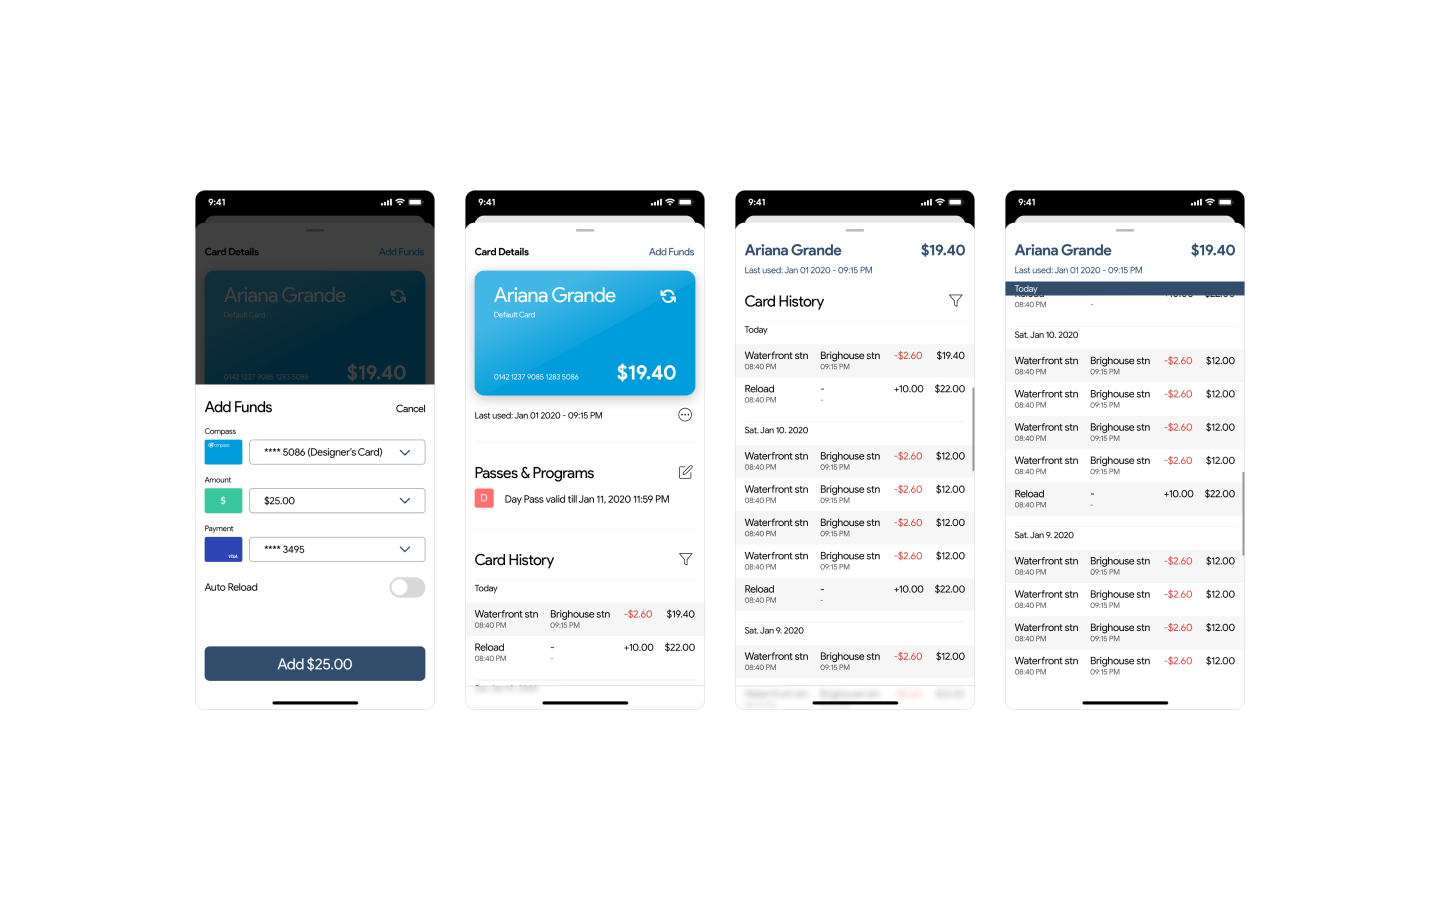 9:41
Card Details Add Funds
Ariana Grande
Default Card
0142 1237 9085 1283 5086 $19.40
Add Funds Cancel
Compass
Compass
**** 5086 (Designer's Card)
Amount
$ $25.00
Payment
VISA **** 3495
Auto Reload
Add $25.00
9:41
Card Details Add Funds
Ariana Grande
Default Card
0142 1237 9085 1283 5086 $19.40
Last used: Jan 01 2020 - 09:15 PM
Passes & Programs
D Day Pass valid till Jan 11, 2020 11:59 PM
Card History
Today
Waterfront stn Brighouse stn -$2.60 $19.40
08:40 PM 09:15 PM
Reload - +10.00 $22.00
08:40 PM -
9:41
Ariana Grande $19.40
Last used: Jan 01 2020 - 09:15 PM
Card History
Today
Waterfront stn Brighouse stn -$2.60 $19.40
08:40 PM 09:15 PM
Reload - +10.00 $22.00
08:40 PM -
Sat. Jan 10. 2020
Waterfront stn Brighouse stn -$2.60 $12.00
08:40 PM 09:15 PM
Waterfront stn Brighouse stn -$2.60 $12.00
08:40 PM 09:15 PM
Waterfront stn Brighouse stn -$2.60 $12.00
08:40 PM 09:15 PM
Waterfront stn Brighouse stn -$2.60 $12.00
08:40 PM 09:15 PM
Reload - +10.00 $22.00
08:40 PM -
Sat. Jan 9. 2020
Waterfront stn Brighouse stn -$2.60 $12.00
08:40 PM 09:15 PM
9:41
Ariana Grande $19.40
Last used: Jan 01 2020 - 09:15 PM
Today
Reload +10.00 $22.00
08:40 PM -
Sat. Jan 10. 2020
Waterfront stn Brighouse stn -$2.60 $12.00
08:40 PM 09:15 PM
Waterfront stn Brighouse stn -$2.60 $12.00
08:40 PM 09:15 PM
Waterfront stn Brighouse stn -$2.60 $12.00
08:40 PM 09:15 PM
Waterfront stn Brighouse stn -$2.60 $12.00
08:40 PM 09:15 PM
Reload - +10.00 $22.00
08:40 PM -
Sat. Jan 9. 2020
Waterfront stn Brighouse stn -$2.60 $12.00
08:40 PM 09:15 PM
Waterfront stn Brighouse stn -$2.60 $12.00
08:40 PM 09:15 PM
Waterfront stn Brighouse stn -$2.60 $12.00
08:40 PM 09:15 PM
Waterfront stn Brighouse stn -$2.60 $12.00
08:40 PM 09:15 PM